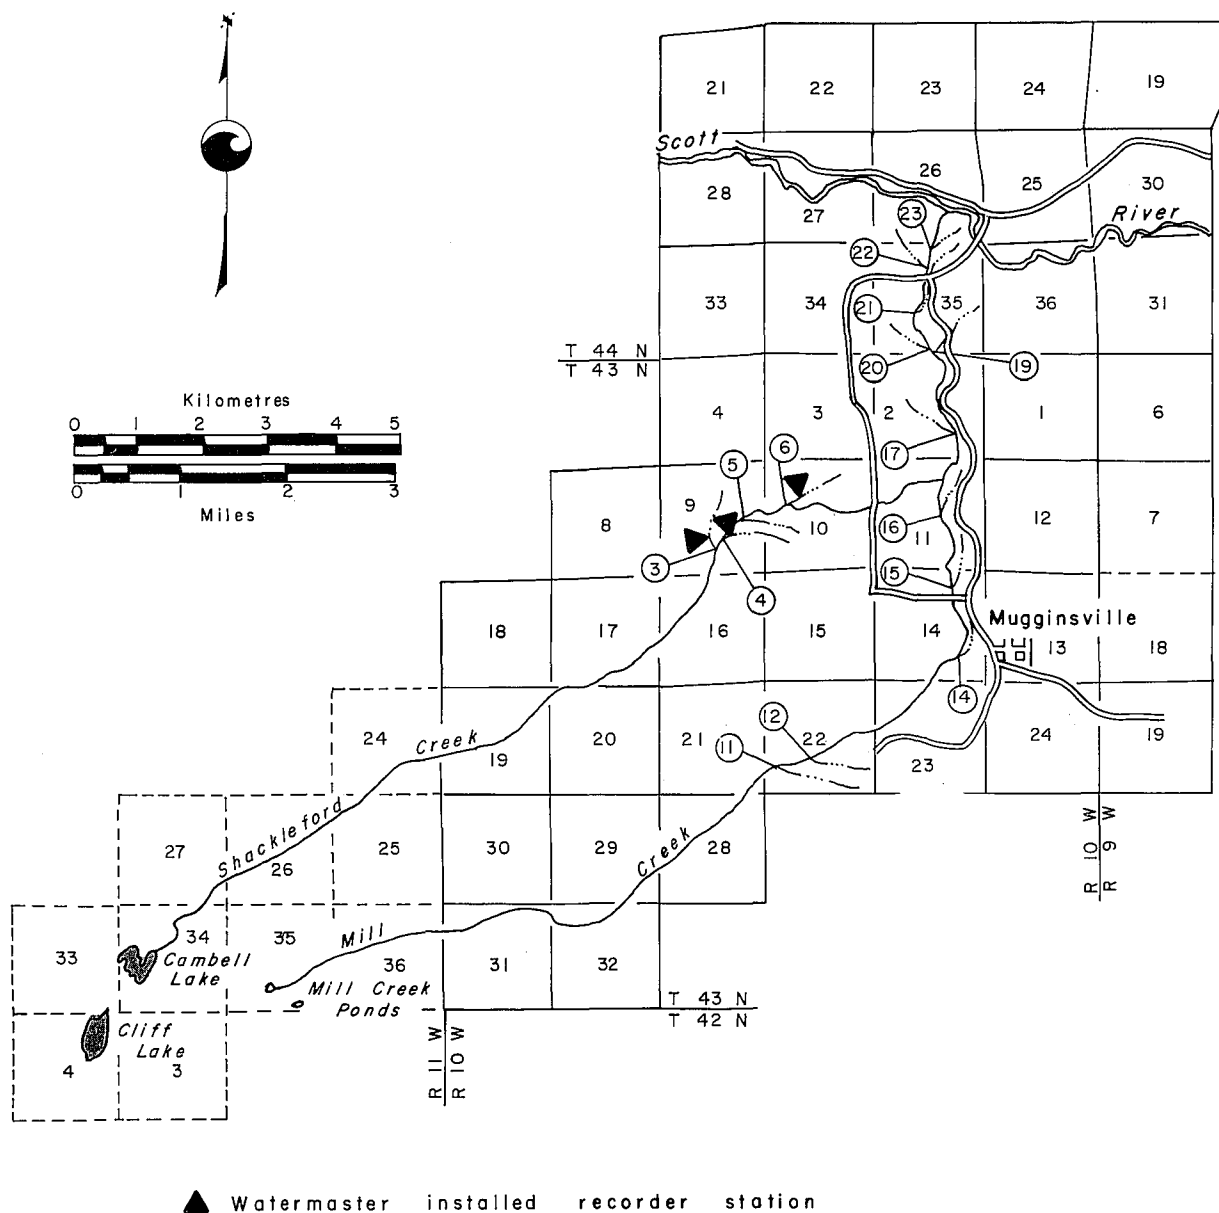 N
21 22 23 24 19
Scott
28 27 26 25 30
River
23
22
33 34 35 36 31
21
T 44 N
T 43 N
20 19
Kilometres
0 1 2 3 4 5
0 1 2 3
Miles
4 3 2 1 6
17
5 6
8 9 10 11 12 7
16
3 4
15
Mugginsville
18 17 16 15 14 13 18
14
12
11
24 Creek 19 20 21 22 23 24 19
Shackleford
27 26 25 30 29 28
Creek
R 10 W
R 9 W
33 34 35 36 31 32
Mill
Cambell
Lake
Mill Creek
Ponds
T 43 N
T 42 N
Cliff
Lake
4 3
R 11 W
R 10 W
Watermaster installed recorder station